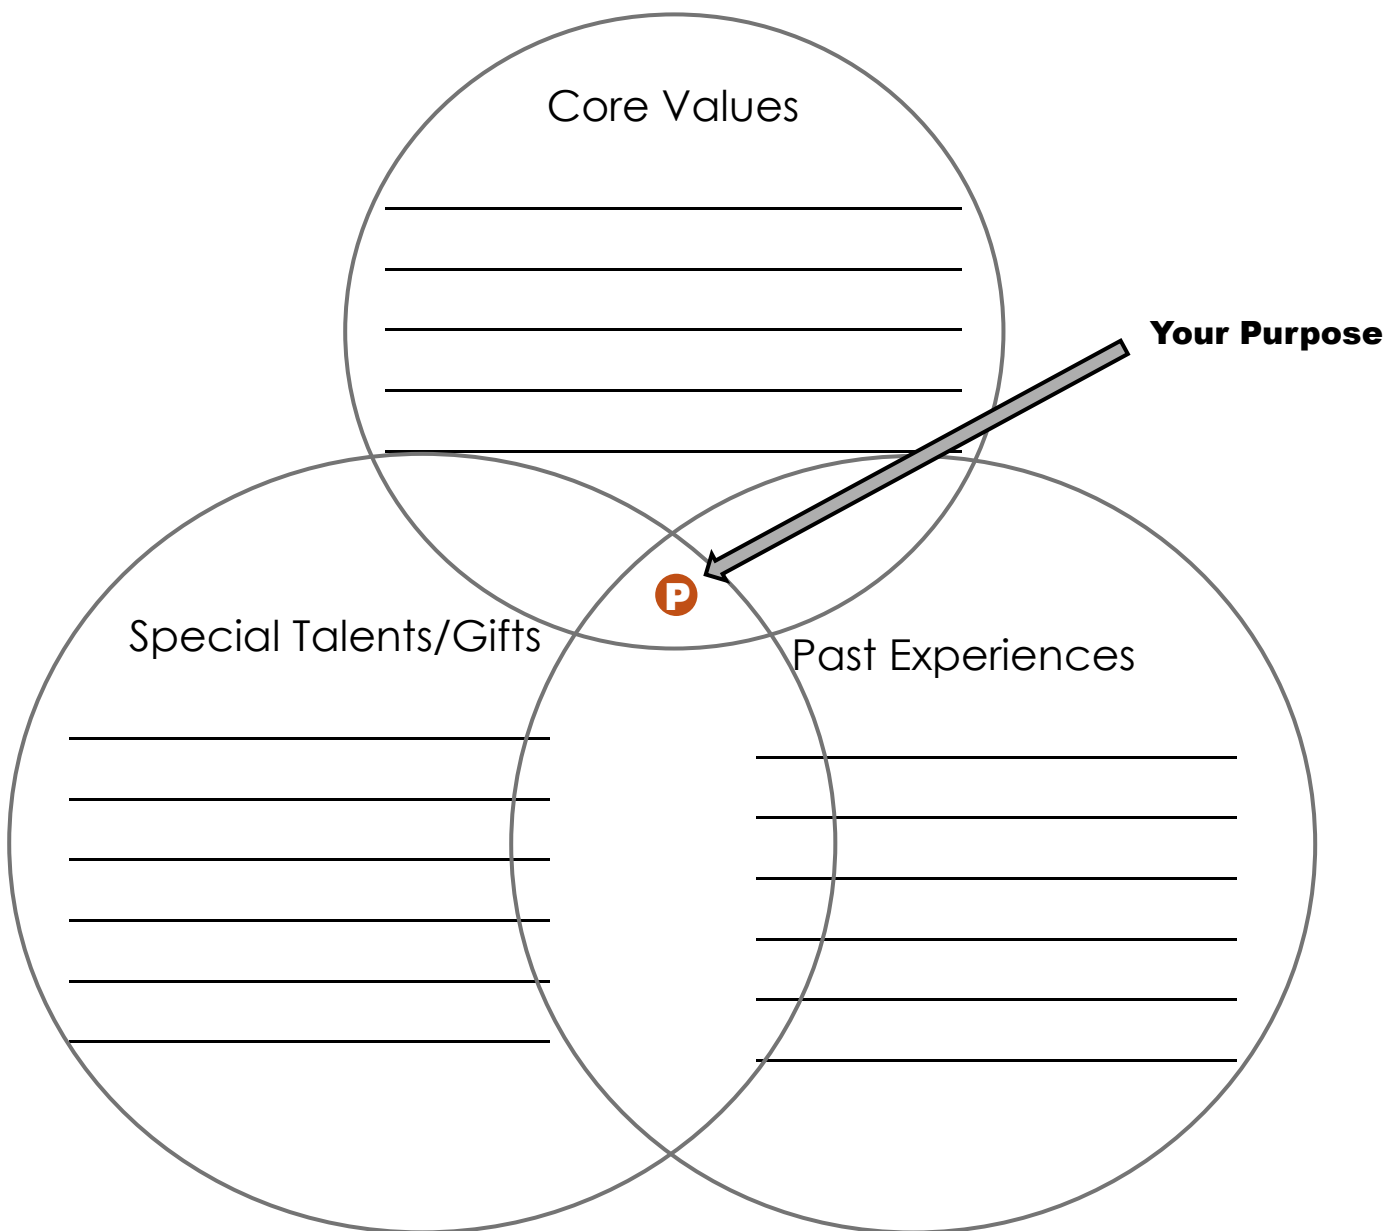 Core Values
Your Purpose
P
Special Talents/Gifts
Past Experiences